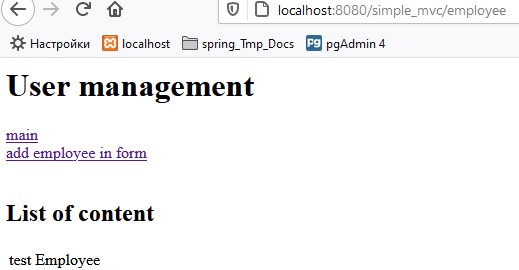 localhost:8080/simple_mvc/employee
Настройки localhost spring_Tmp_Docs pg pgAdmin 4
User management
main
add employee in form
List of content
test Employee